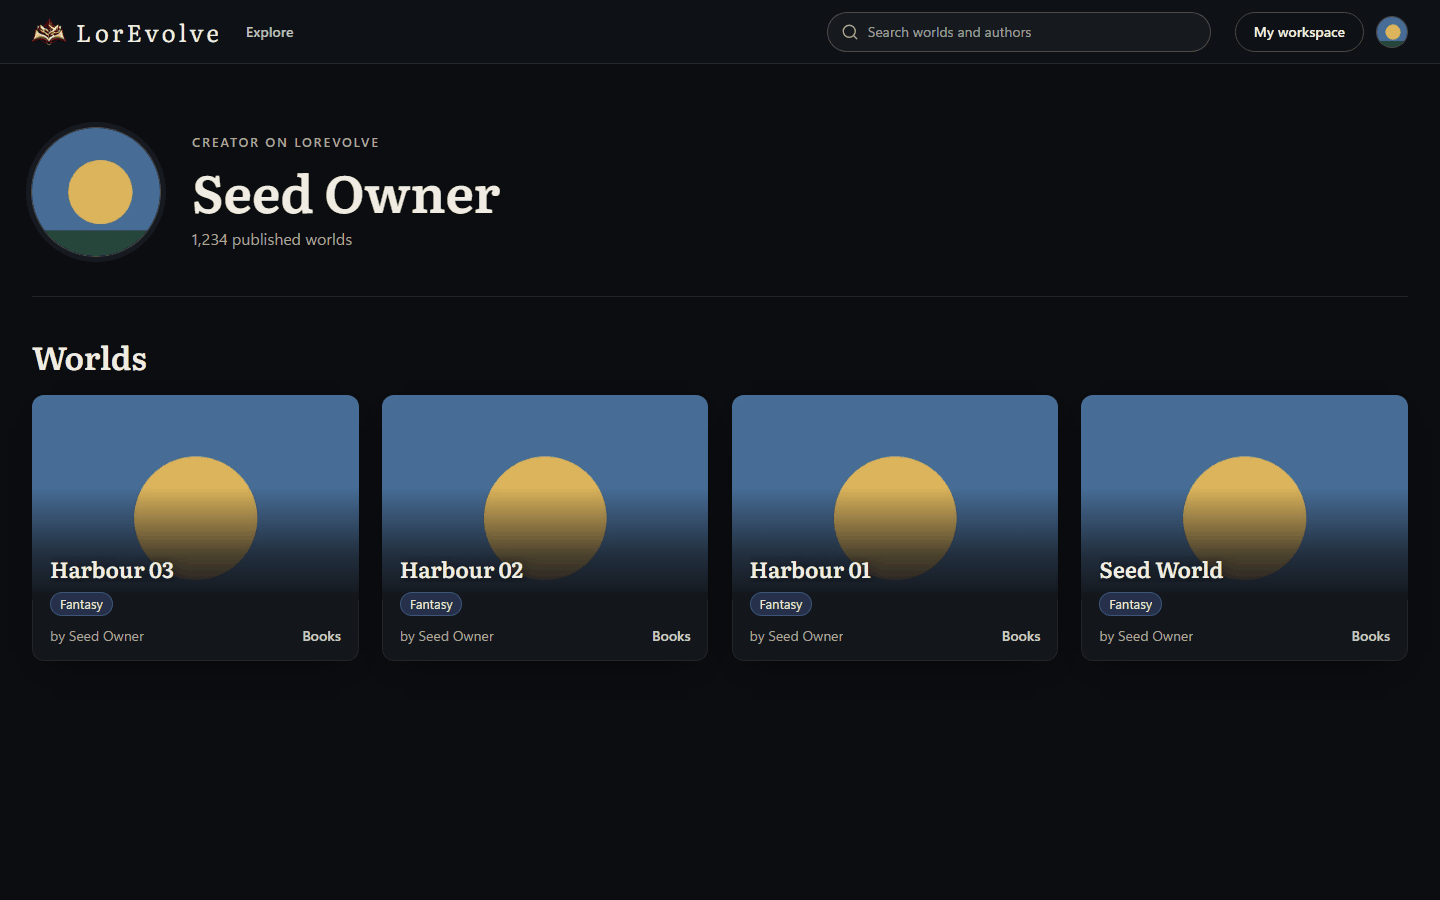 LorEvolve
Explore
Search worlds and authors
My workspace
CREATOR ON LOREVOLVE
Seed Owner
1,234 published worlds
Worlds
Harbour 03
Fantasy
by Seed Owner
Books
Harbour 02
Fantasy
by Seed Owner
Books
Harbour 01
Fantasy
by Seed Owner
Books
Seed World
Fantasy
by Seed Owner
Books